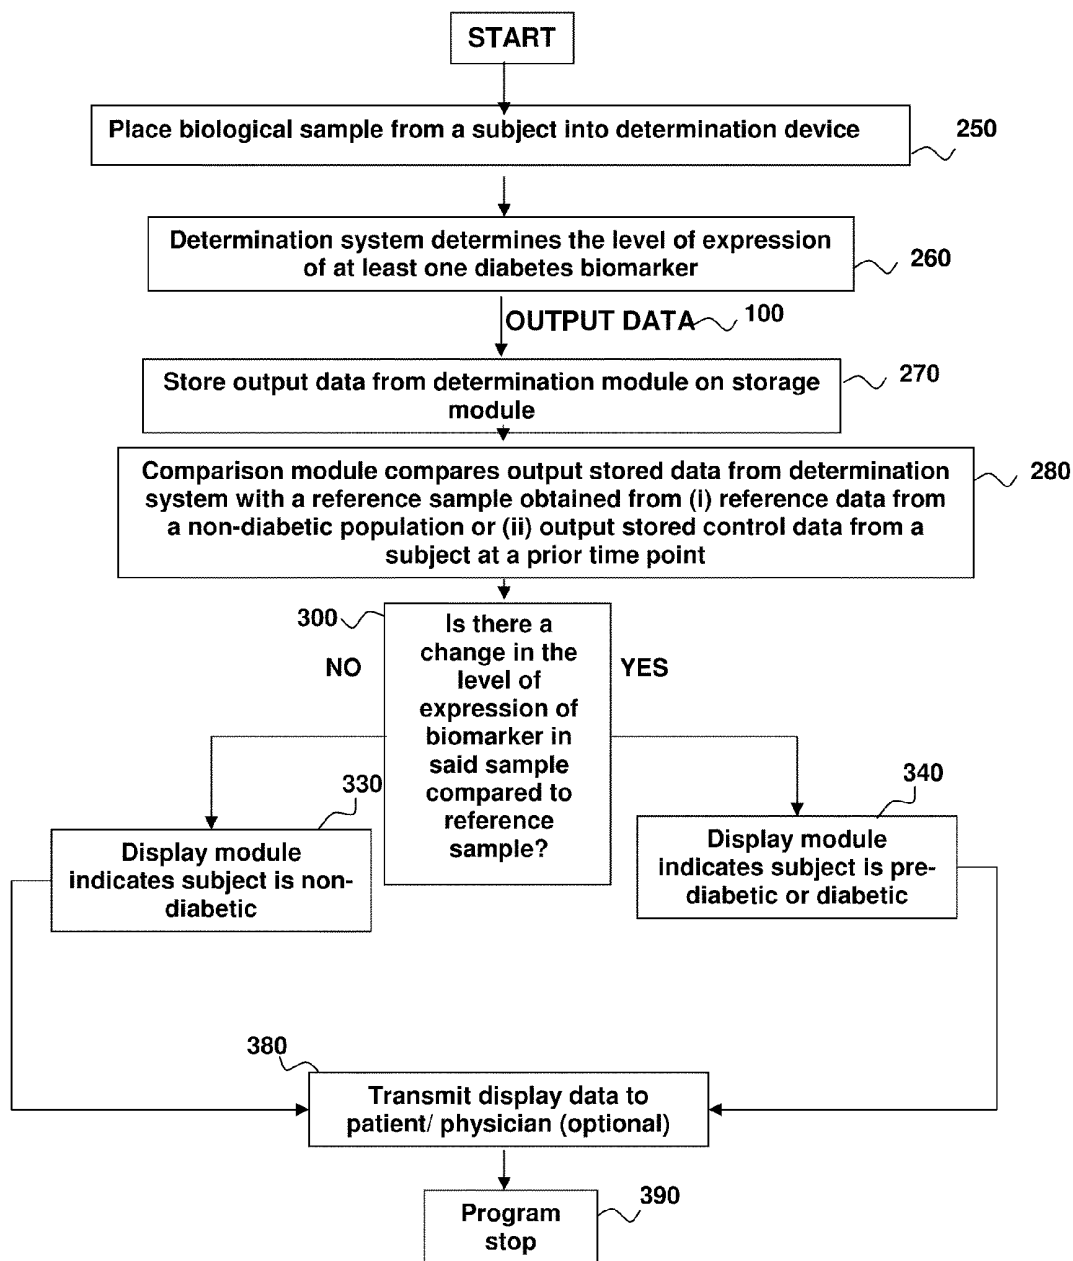 START
Place biological sample from a subject into determination device
250
Determination system determines the level of expression
of at least one diabetes biomarker
260
OUTPUT DATA
100
Store output data from determination module on storage
module
270
Comparison module compares output stored data from determination
system with a reference sample obtained from (i) reference data from
a non-diabetic population or (ii) output stored control data from a
subject at a prior time point
280
300
Is there a
change in the
level of
expression of
biomarker in
said sample
compared to
reference
sample?
NO
YES
330
Display module
indicates subject is non-
diabetic
340
Display module
indicates subject is pre-
diabetic or diabetic
380
Transmit display data to
patient/ physician (optional)
390
Program
stop